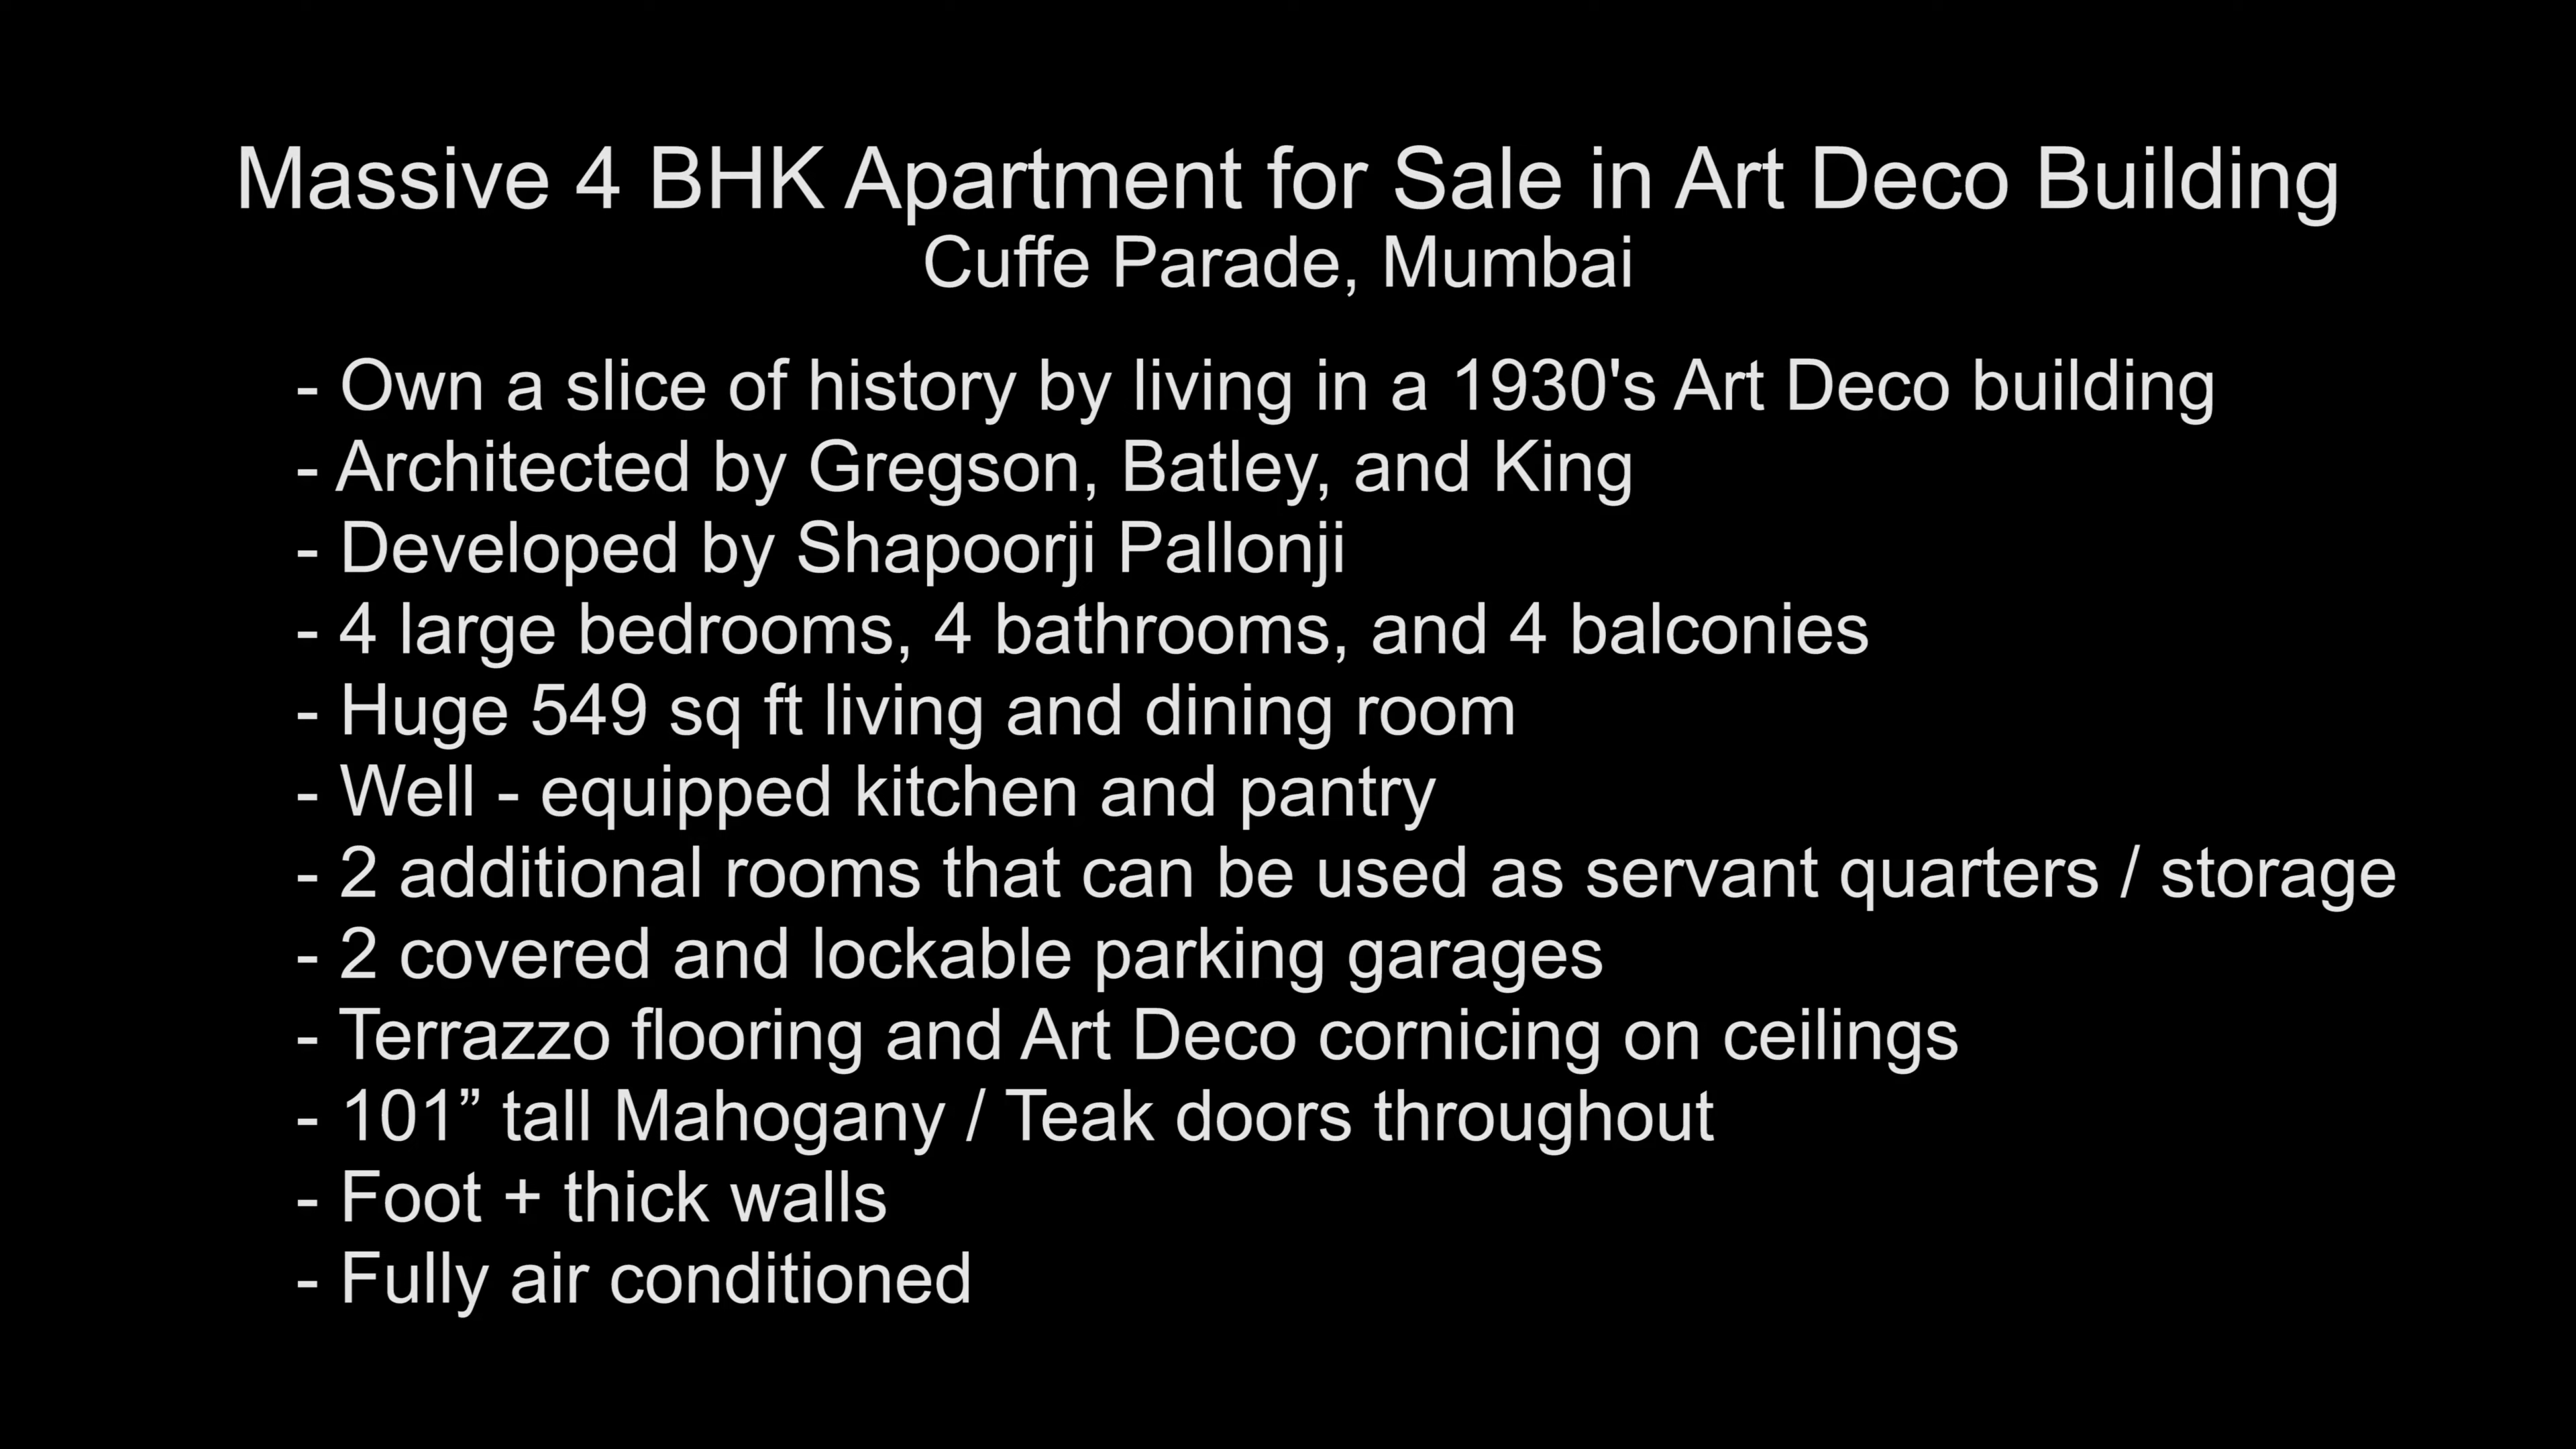 Massive 4 BHK Apartment for Sale in Art Deco Building
Cuffe Parade, Mumbai
- Own a slice of history by living in a 1930's Art Deco building
- Architected by Gregson, Batley, and King
- Developed by Shapoorji Pallonji
- 4 large bedrooms, 4 bathrooms, and 4 balconies
- Huge 549 sq ft living and dining room
- Well - equipped kitchen and pantry
- 2 additional rooms that can be used as servant quarters / storage
- 2 covered and lockable parking garages
- Terrazzo flooring and Art Deco cornicing on ceilings
- 101” tall Mahogany / Teak doors throughout
- Foot + thick walls
- Fully air conditioned